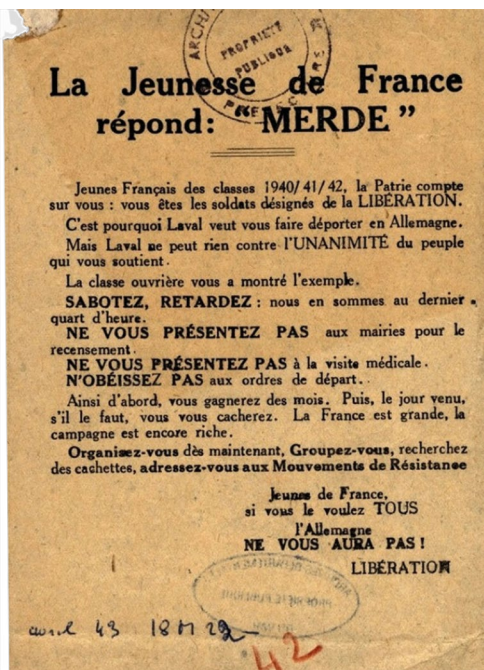 ARCHIVES
PROPRIÉTÉ
PUBLIQUE
La Jeunesse de France
répond: MERDE "
Jeunes Français des classes 1940/41/42, la Patrie compte
sur vous : vous êtes les soldats désignés de la LIBÉRATION.
C'est pourquoi Laval veut vous faire déporter en Allemagne.
Mais Laval ne peut rien contre l'UNANIMITÉ du peuple
qui vous soutient.
La classe ouvrière vous a montré l'exemple.
SABOTEZ, RETARDEZ : nous en sommes au dernier
quart d'heure.
NE VOUS PRÉSENTEZ PAS aux mairies pour le
recensement.
NE VOUS PRÉSENTEZ PAS à la visite médicale.
N'OBÉISSEZ PAS aux ordres de départ.
Ainsi d'abord, vous gagnerez des mois. Puis, le jour venu,
s'il le faut, vous vous cacherez. La France est grande, la
campagne est encore riche.
Organisez-vous dès maintenant, Groupez-vous, recherchez
des cachettes, adressez-vous aux Mouvements de Résistance
Jeunes de France,
si vous le voulez TOUS
l'Allemagne
NE VOUS AURA PAS !
LIBÉRATION
avril 43 18 M
42